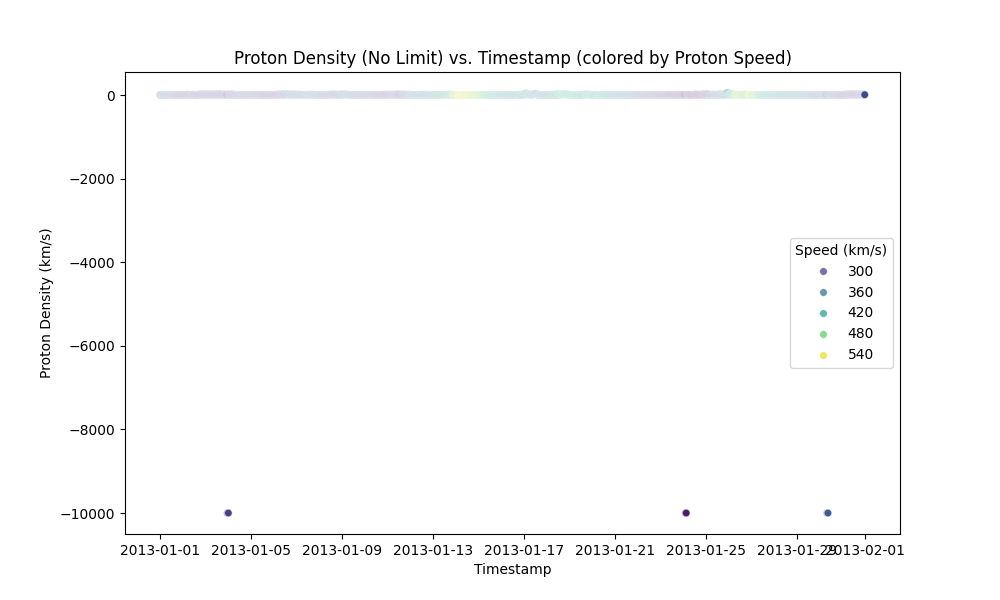 Proton Density (No Limit) vs. Timestamp (colored by Proton Speed)
0
−2000
−4000
−6000
−8000
−10000
Proton Density (km/s)
Speed (km/s)
300
360
420
480
540
2013-01-01 2013-01-05 2013-01-09 2013-01-13 2013-01-17 2013-01-21 2013-01-25 2013-01-29 2013-02-01
Timestamp